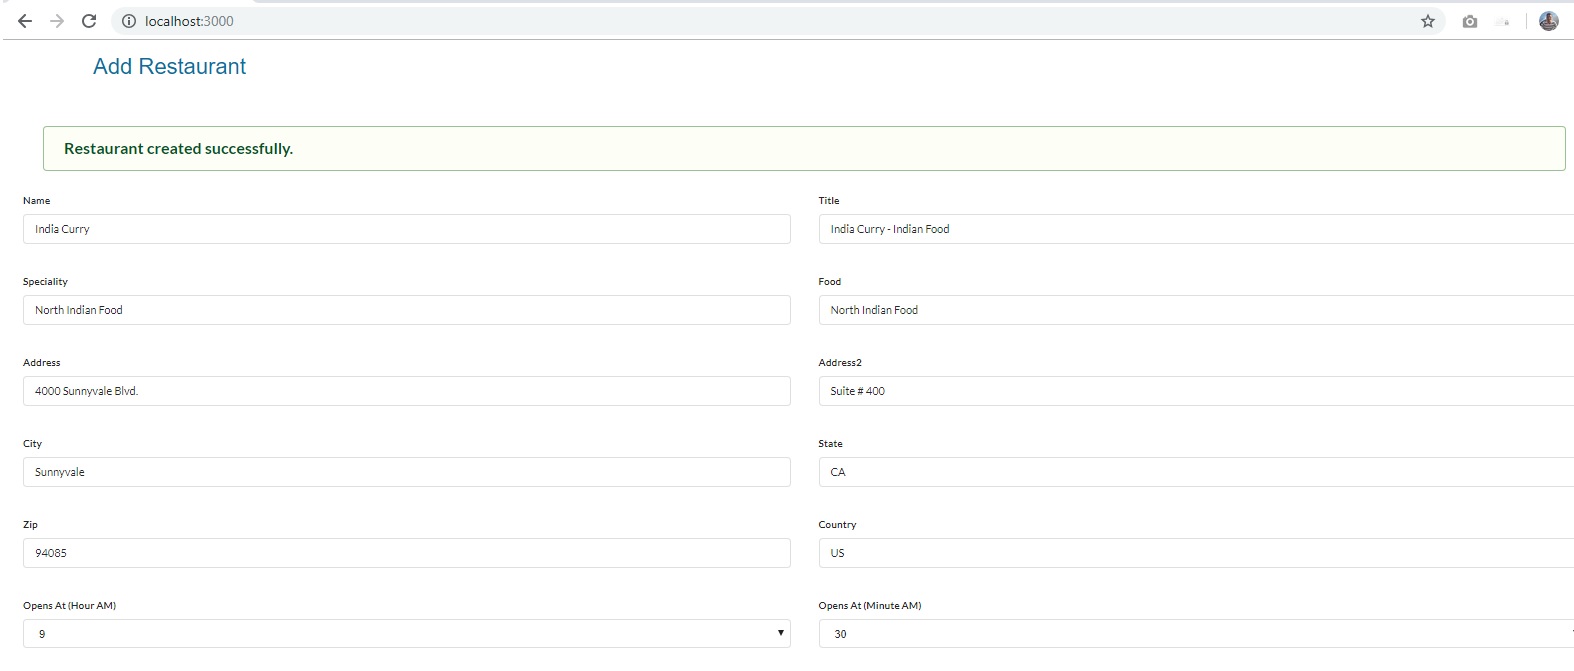 localhost:3000
Add Restaurant
Restaurant created successfully.
Name Title
India Curry India Curry - Indian Food
Speciality Food
North Indian Food North Indian Food
Address Address2
4000 Sunnyvale Blvd. Suite # 400
City State
Sunnyvale CA
Zip Country
94085 US
Opens At (Hour AM) Opens At (Minute AM)
9 30